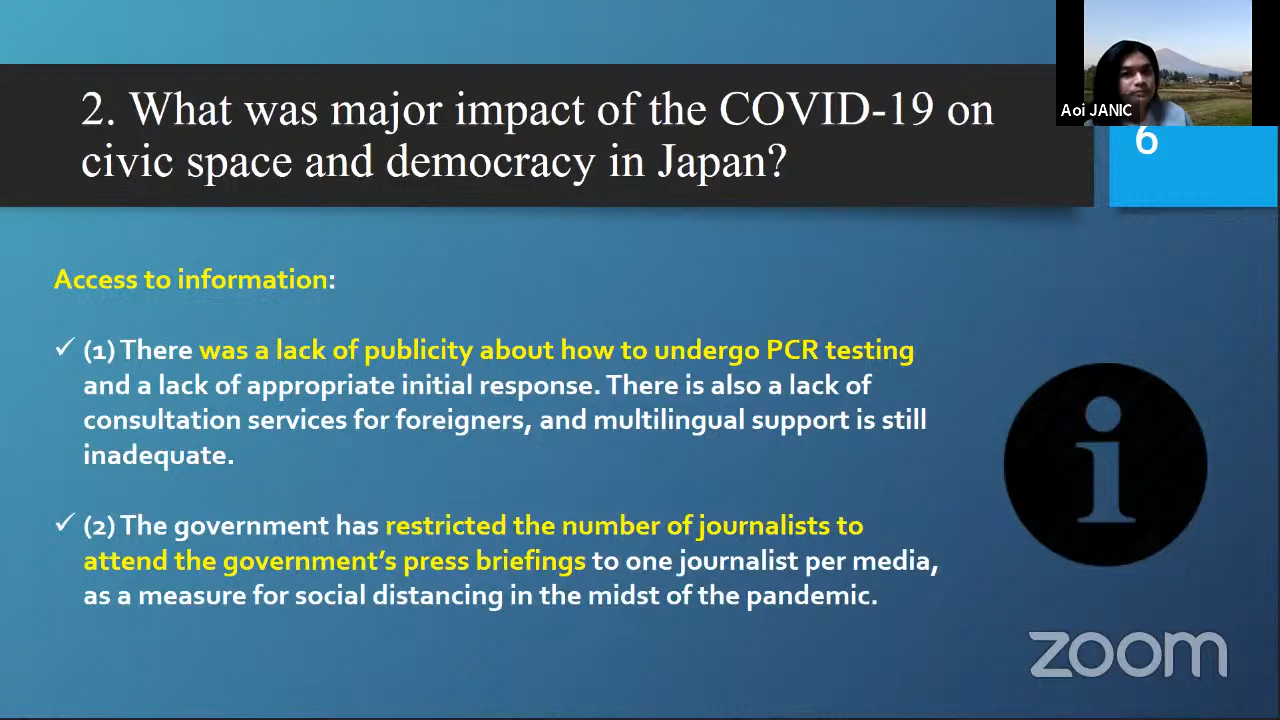 2. What was major impact of the COVID-19 on
civic space and democracy in Japan?
Aoi JANIC
6
Access to information:
✓ (1) There was a lack of publicity about how to undergo PCR testing
and a lack of appropriate initial response. There is also a lack of
consultation services for foreigners, and multilingual support is still
inadequate.
✓ (2) The government has restricted the number of journalists to
attend the government’s press briefings to one journalist per media,
as a measure for social distancing in the midst of the pandemic.
i
zoom